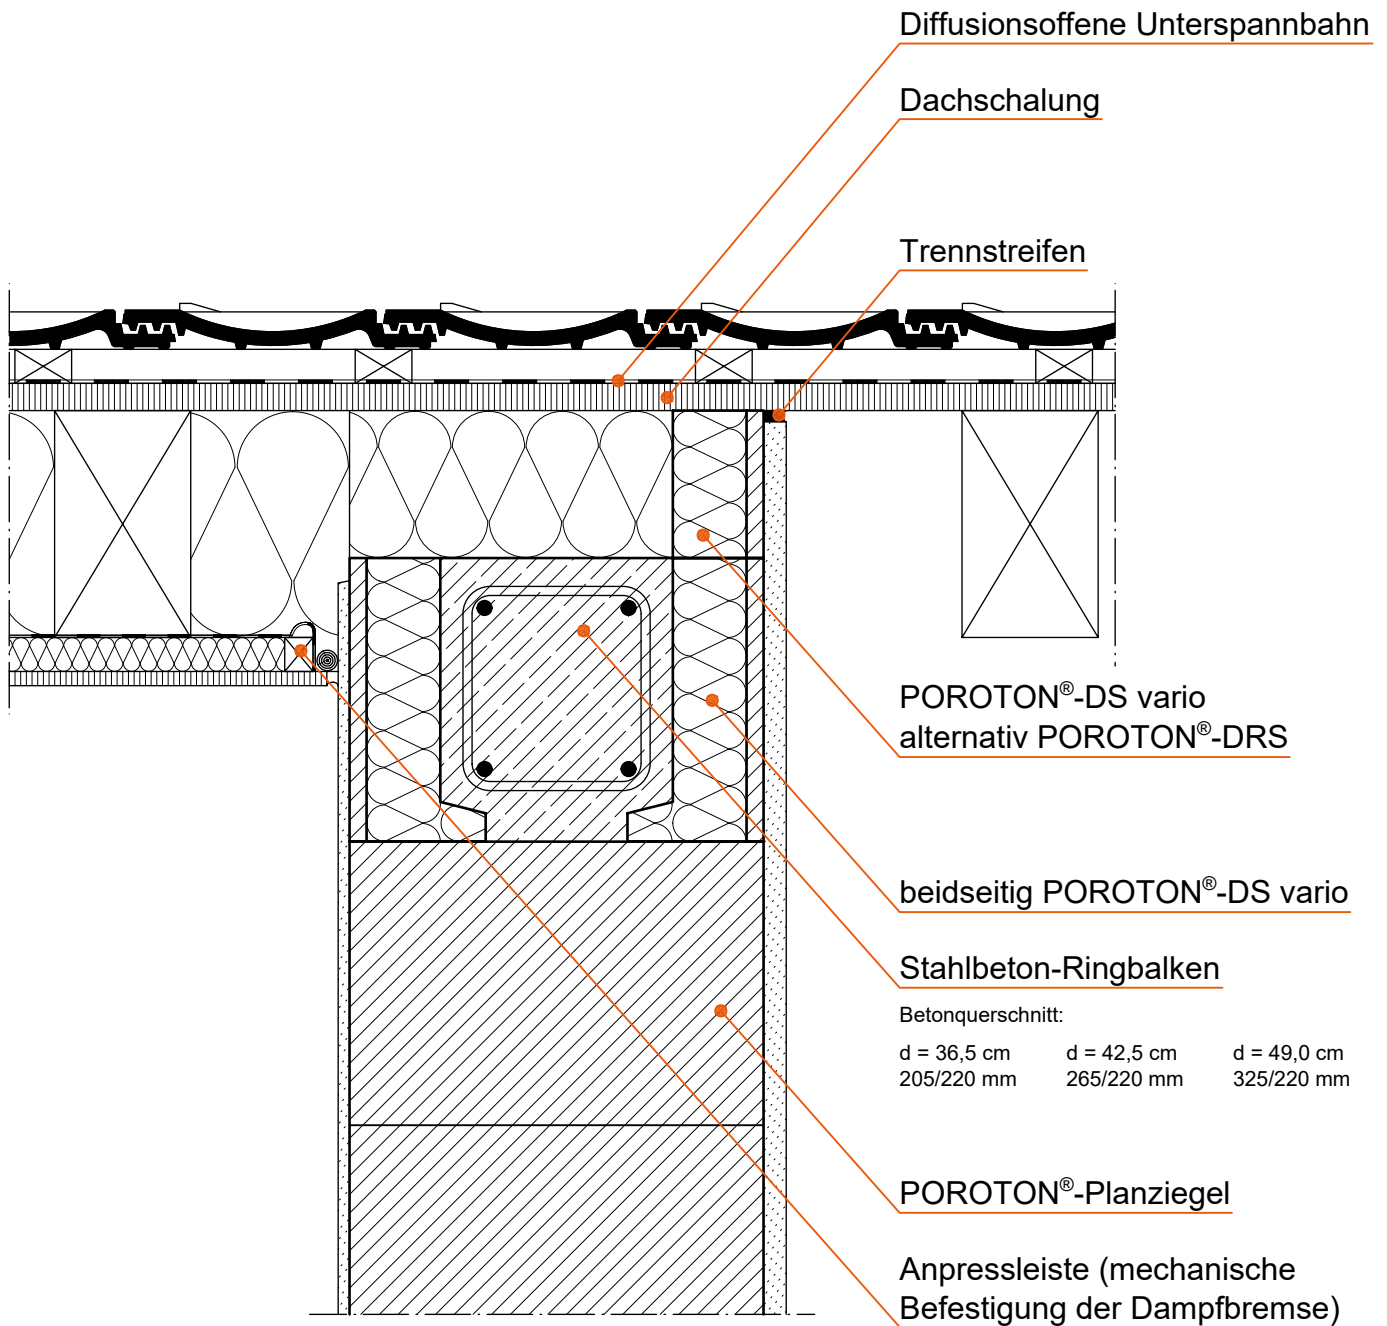 Diffusionsoffene Unterspannbahn
Dachschalung
Trennstreifen
POROTON®-DS vario
alternativ POROTON®-DRS
beidseitig POROTON®-DS vario
Stahlbeton-Ringbalken
Betonquerschnitt:
d = 36,5 cm d = 42,5 cm d = 49,0 cm
205/220 mm 265/220 mm 325/220 mm
POROTON®-Planziegel
Anpressleiste (mechanische
Befestigung der Dampfbremse)